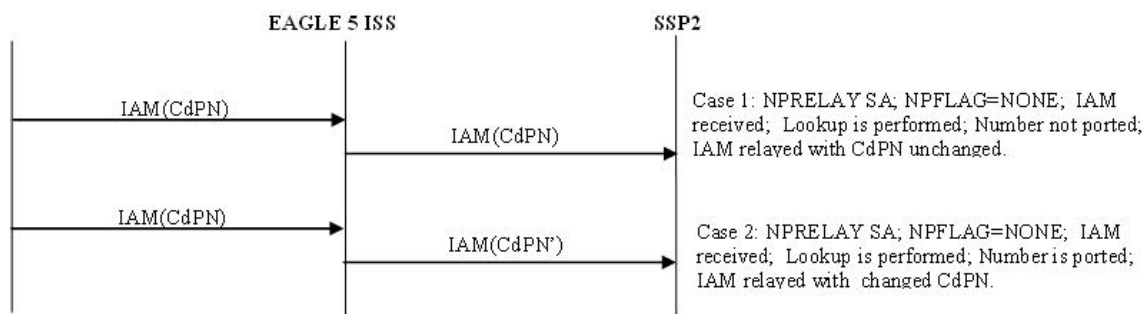 EAGLE 5 ISS
SSP2
IAM(CdPN)
IAM(CdPN)
Case 1: NPRELAY SA; NPFLAG=NONE; IAM
received; Lookup is performed; Number not ported;
IAM relayed with CdPN unchanged.
IAM(CdPN)
IAM(CdPN')
Case 2: NPRELAY SA; NPFLAG=NONE; IAM
received; Lookup is performed; Number is ported;
IAM relayed with changed CdPN.